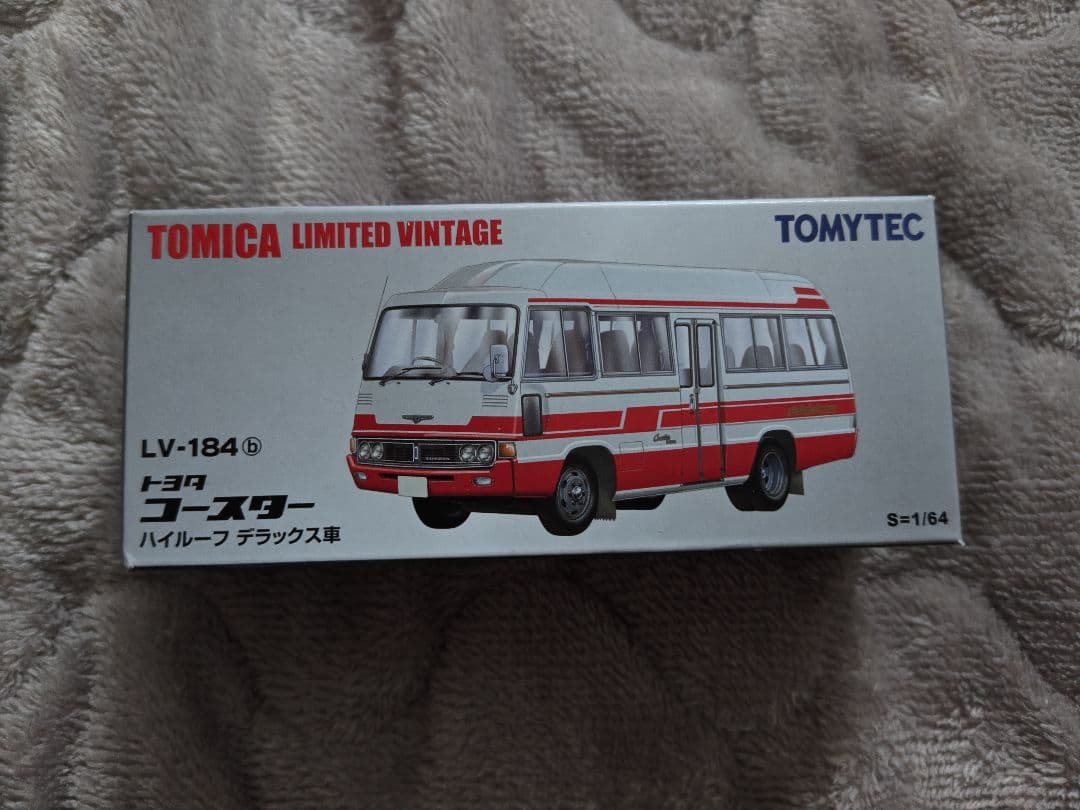 TOMICA LIMITED VINTAGE
TOMYTEC
LV-184ⓑ
トヨタ
コースター
ハイルーフ デラックス車
S=1/64